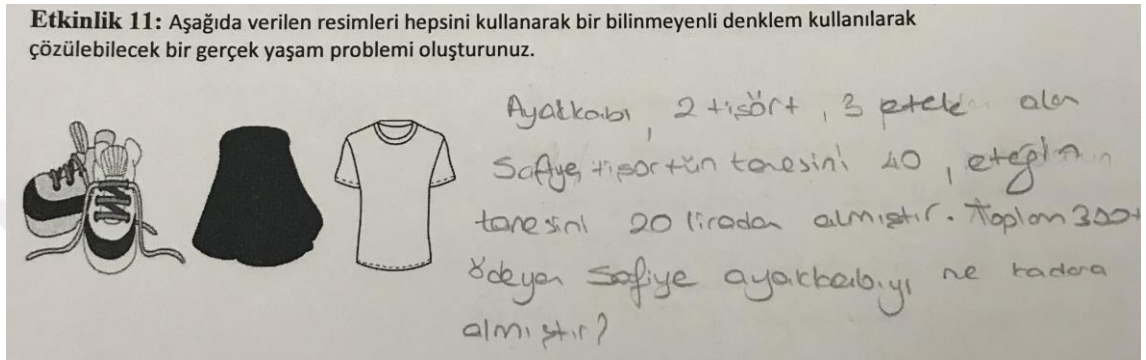 Etkinlik 11: Aşağıda verilen resimleri hepsini kullanarak bir bilinmeyenli denklem kullanılarak
çözülebilecek bir gerçek yaşam problemi oluşturunuz.
Ayakkabı, 2 tişört, 3 etek alan
Safiye, tişörtün tanesini 40, eteğin
tanesini 20 liradan almıştır. Toplam 300t
ödeyen Safiye ayakkabıyı ne kadara
almıştır?